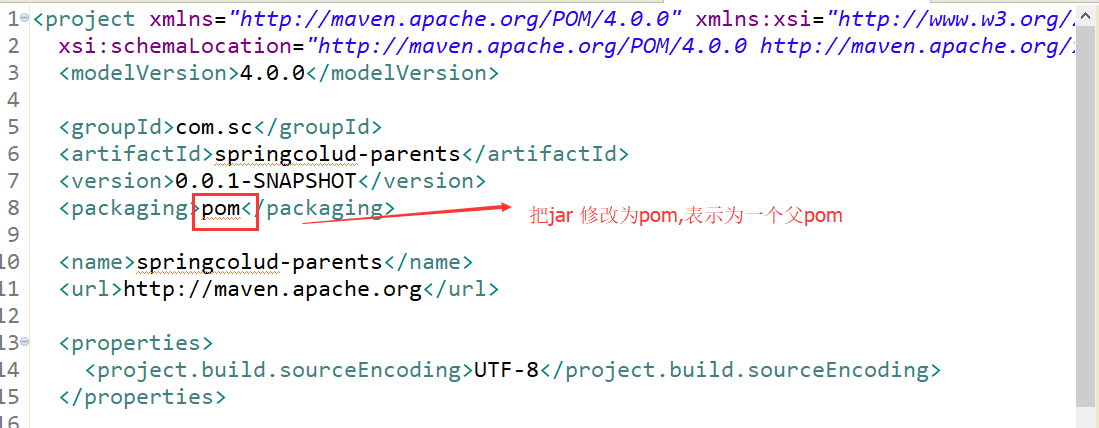 1 <project xmlns="http://maven.apache.org/POM/4.0.0" xmlns:xsi="http://www.w3.org/
2 xsi:schemaLocation="http://maven.apache.org/POM/4.0.0 http://maven.apache.org/
3 <modelVersion>4.0.0</modelVersion>
4
5 <groupId>com.sc</groupId>
6 <artifactId>springcolud-parents</artifactId>
7 <version>0.0.1-SNAPSHOT</version>
8 <packaging>pom</packaging> 把jar 修改为pom,表示为一个父pom
9
10 <name>springcolud-parents</name>
11 <url>http://maven.apache.org</url>
12
13 <properties>
14 <project.build.sourceEncoding>UTF-8</project.build.sourceEncoding>
15 </properties>
16